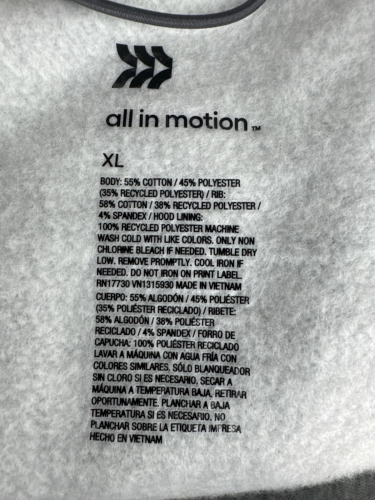 all in motion™
XL
BODY: 55% COTTON / 45% POLYESTER
(35% RECYCLED POLYESTER) / RIB:
58% COTTON / 38% RECYCLED POLYESTER /
4% SPANDEX / HOOD LINING:
100% RECYCLED POLYESTER MACHINE
WASH COLD WITH LIKE COLORS. ONLY NON
CHLORINE BLEACH IF NEEDED. TUMBLE DRY
LOW. REMOVE PROMPTLY. COOL IRON IF
NEEDED. DO NOT IRON ON PRINT LABEL
RN17730 VN1315930 MADE IN VIETNAM
CUERPO: 55% ALGODÓN / 45% POLIÉSTER
(35% POLIÉSTER RECICLADO) / RIBETE:
58% ALGODÓN / 38% POLIÉSTER
RECICLADO / 4% SPANDEX / FORRO DE
CAPUCHA: 100% POLIÉSTER RECICLADO
LAVAR A MÁQUINA CON AGUA FRÍA CON
COLORES SIMILARES. SÓLO BLANQUEADOR
SIN CLORO SI ES NECESARIO. SECAR A
MÁQUINA A TEMPERATURA BAJA. RETIRAR
OPORTUNAMENTE. PLANCHAR A BAJA
TEMPERATURA SI ES NECESARIO. NO
PLANCHAR SOBRE LA ETIQUETA IMPRESA
HECHO EN VIETNAM